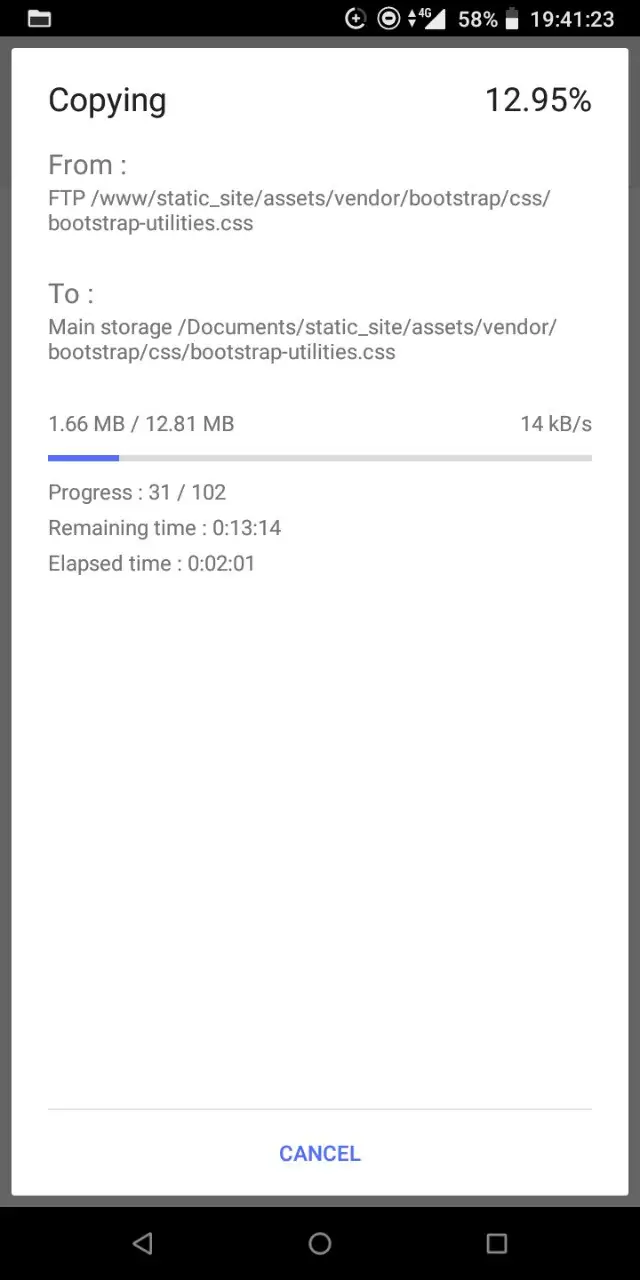 4G 58% 19:41:23
Copying 12.95%
From :
FTP /www/static_site/assets/vendor/bootstrap/css/
bootstrap-utilities.css
To :
Main storage /Documents/static_site/assets/vendor/
bootstrap/css/bootstrap-utilities.css
1.66 MB / 12.81 MB 14 kB/s
Progress : 31 / 102
Remaining time : 0:13:14
Elapsed time : 0:02:01
CANCEL